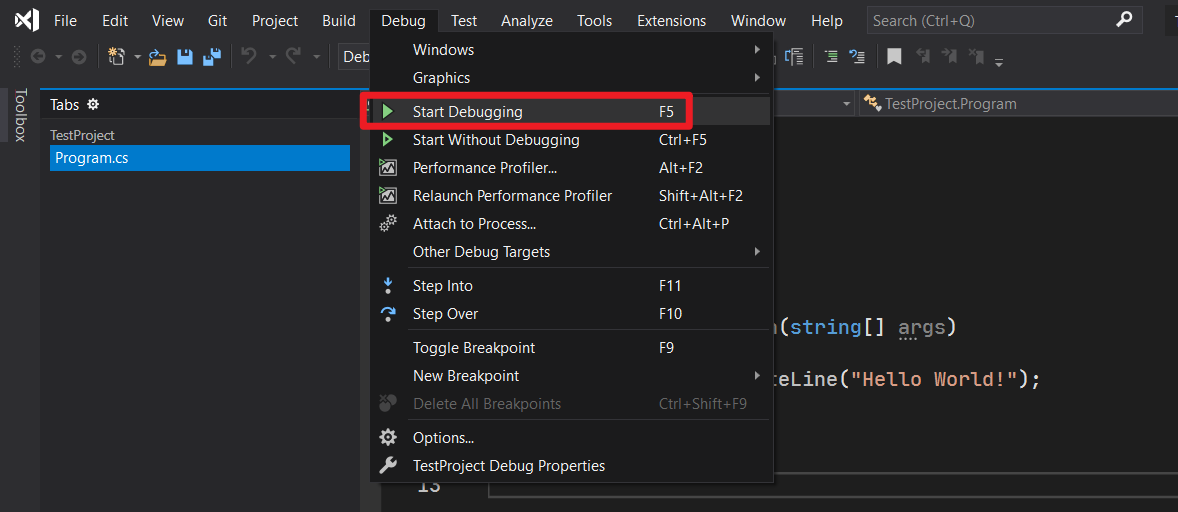 File Edit View Git Project Build Debug Test Analyze Tools Extensions Window Help Search (Ctrl+Q)
Toolbox
Tabs
TestProject
Program.cs
Windows
Graphics
Start Debugging F5
Start Without Debugging Ctrl+F5
Performance Profiler... Alt+F2
Relaunch Performance Profiler Shift+Alt+F2
Attach to Process... Ctrl+Alt+P
Other Debug Targets
Step Into F11
Step Over F10
Toggle Breakpoint F9
New Breakpoint
Delete All Breakpoints Ctrl+Shift+F9
Options...
TestProject Debug Properties
TestProject.Program
(string[] args)
teLine("Hello World!");
13